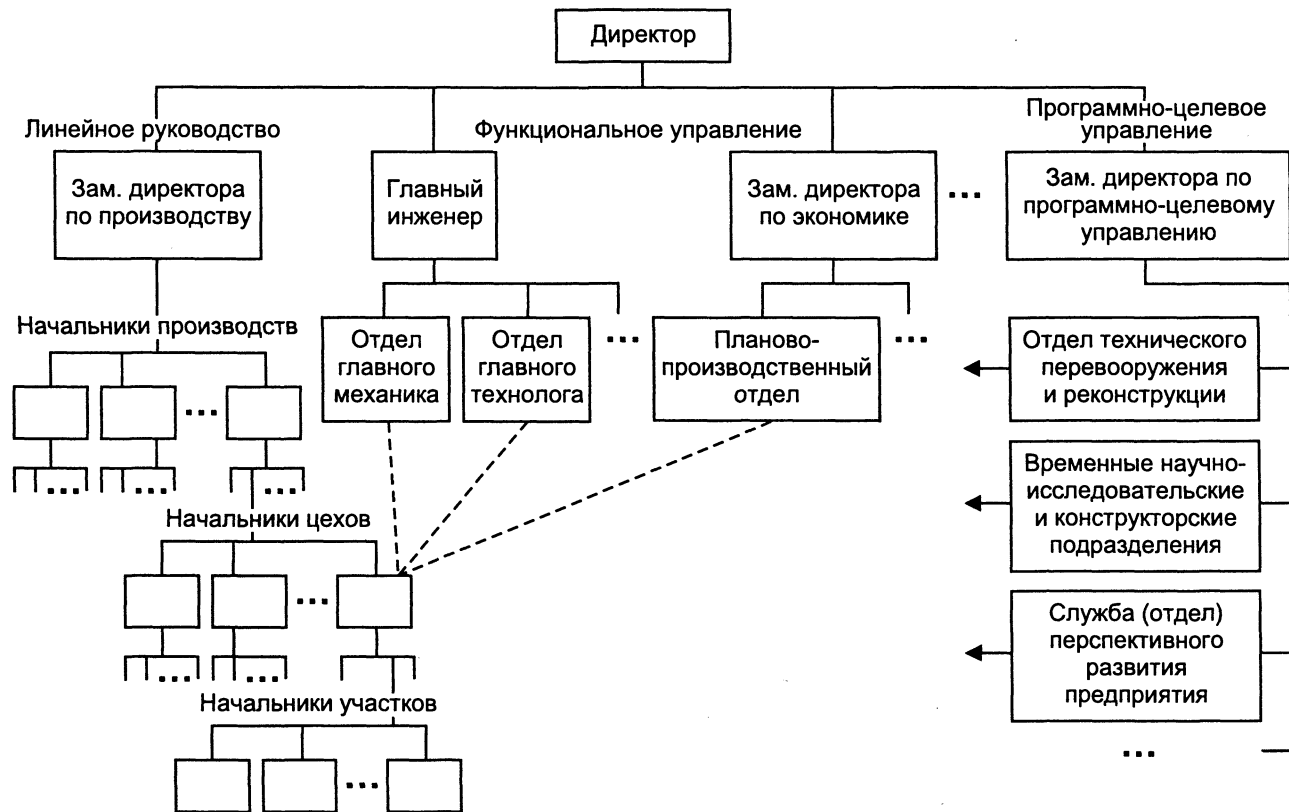 Директор
Линейное руководство
Функциональное управление
Программно-целевое
управление
Зам. директора
по производству
Главный
инженер
Зам. директора
по экономике
...
Зам. директора по
программно-целевому
управлению
Начальники производств
Отдел
главного
механика
Отдел
главного
технолога
...
Планово-
производственный
отдел
...
Отдел технического
перевооружения
и реконструкции
...
... ... ...
Временные научно-
исследовательские
и конструкторские
подразделения
Начальники цехов
...
... ...
Служба (отдел)
перспективного
развития
предприятия
Начальники участков
...
...